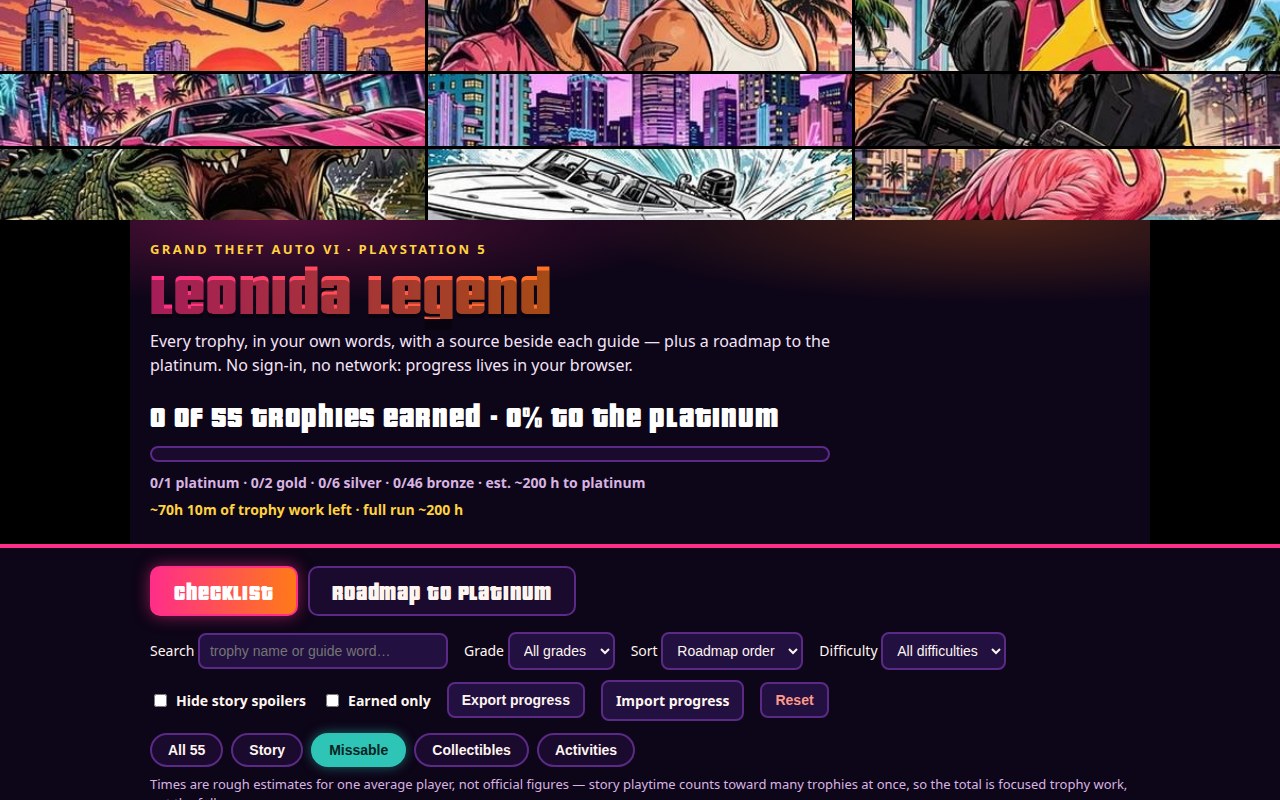 GRAND THEFT AUTO VI · PLAYSTATION 5
Leonida Legend
Every trophy, in your own words, with a source beside each guide — plus a roadmap to the
platinum. No sign-in, no network: progress lives in your browser.
0 of 55 trophies earned - 0% to the platinum
0/1 platinum · 0/2 gold · 0/6 silver · 0/46 bronze · est. ~200 h to platinum
~70h 10m of trophy work left · full run ~200 h
Checklist Roadmap to Platinum
Search trophy name or guide word… Grade All grades Sort Roadmap order Difficulty All difficulties
Hide story spoilers Earned only Export progress Import progress Reset
All 55 Story Missable Collectibles Activities
Times are rough estimates for one average player, not official figures — story playtime counts toward many trophies at once, so the total is focused trophy work,